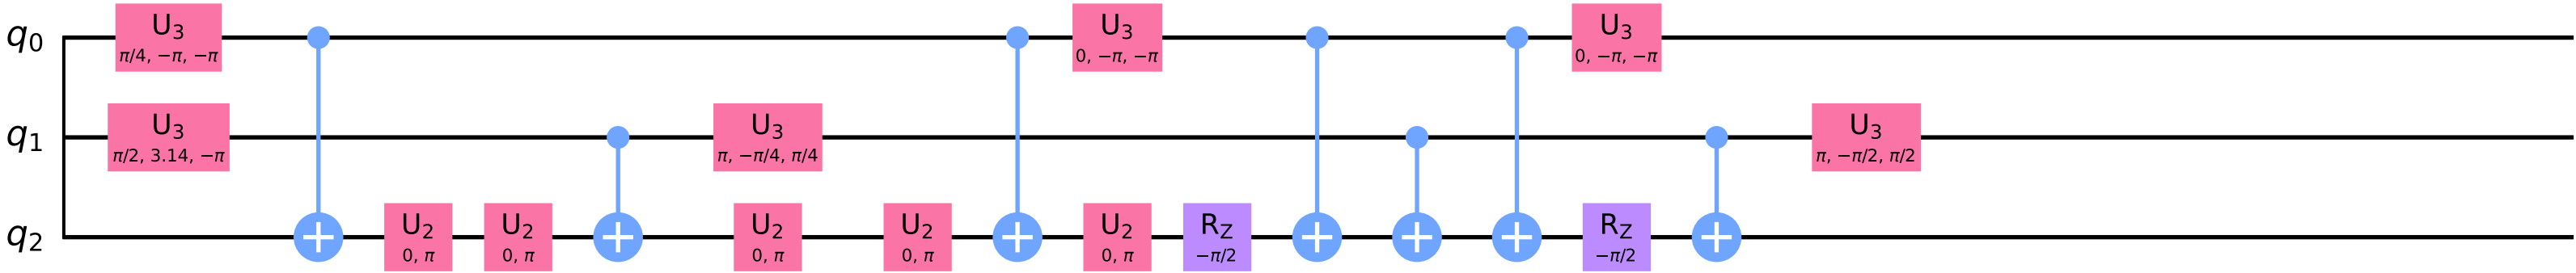 q0 U3 U3 U3
π/4, −π, −π 0, −π, −π 0, −π, −π
q1 U3 U3 U3
π/2, 3.14, −π π, −π/4, π/4 π, −π/2, π/2
q2 U2 U2 U2 U2 U2 RZ RZ
0, π 0, π 0, π 0, π 0, π −π/2 −π/2